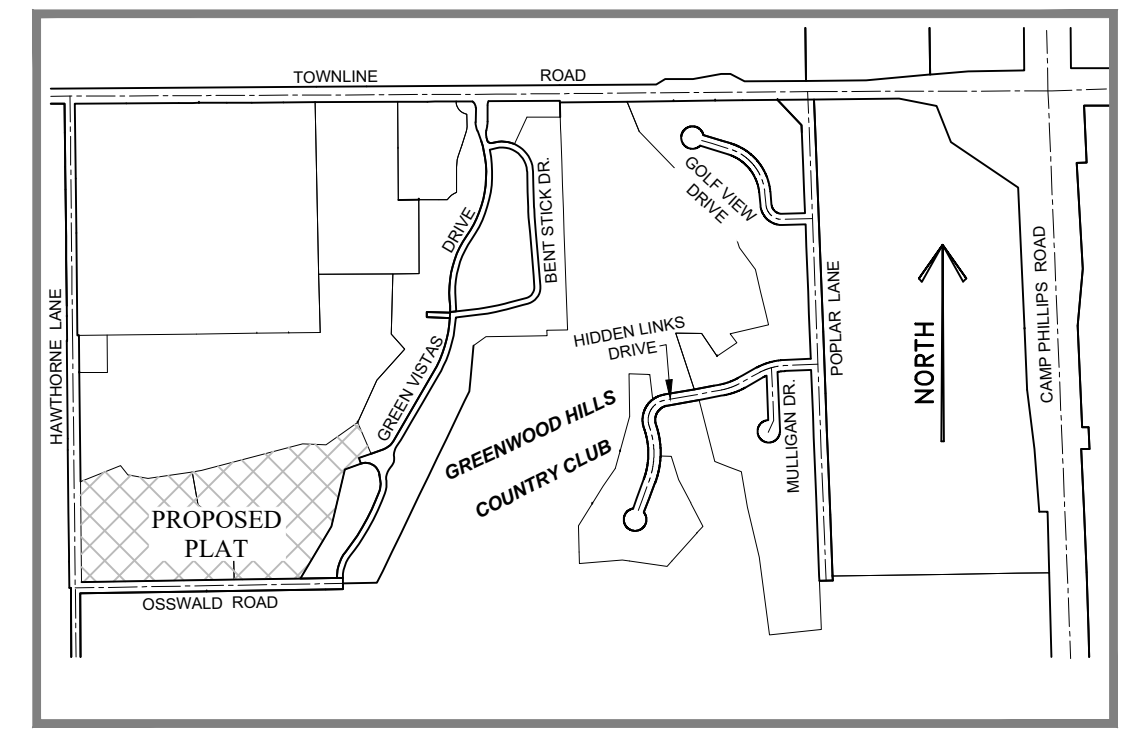 TOWNLINE ROAD
GOLF VIEW
DRIVE
BENT STICK DR.
DRIVE
GREEN VISTAS
HAWTHORNE LANE
HIDDEN LINKS
DRIVE
POPLAR LANE
CAMP PHILLIPS ROAD
NORTH
MULLIGAN DR.
GREENWOOD HILLS
COUNTRY CLUB
PROPOSED
PLAT
OSSWALD ROAD